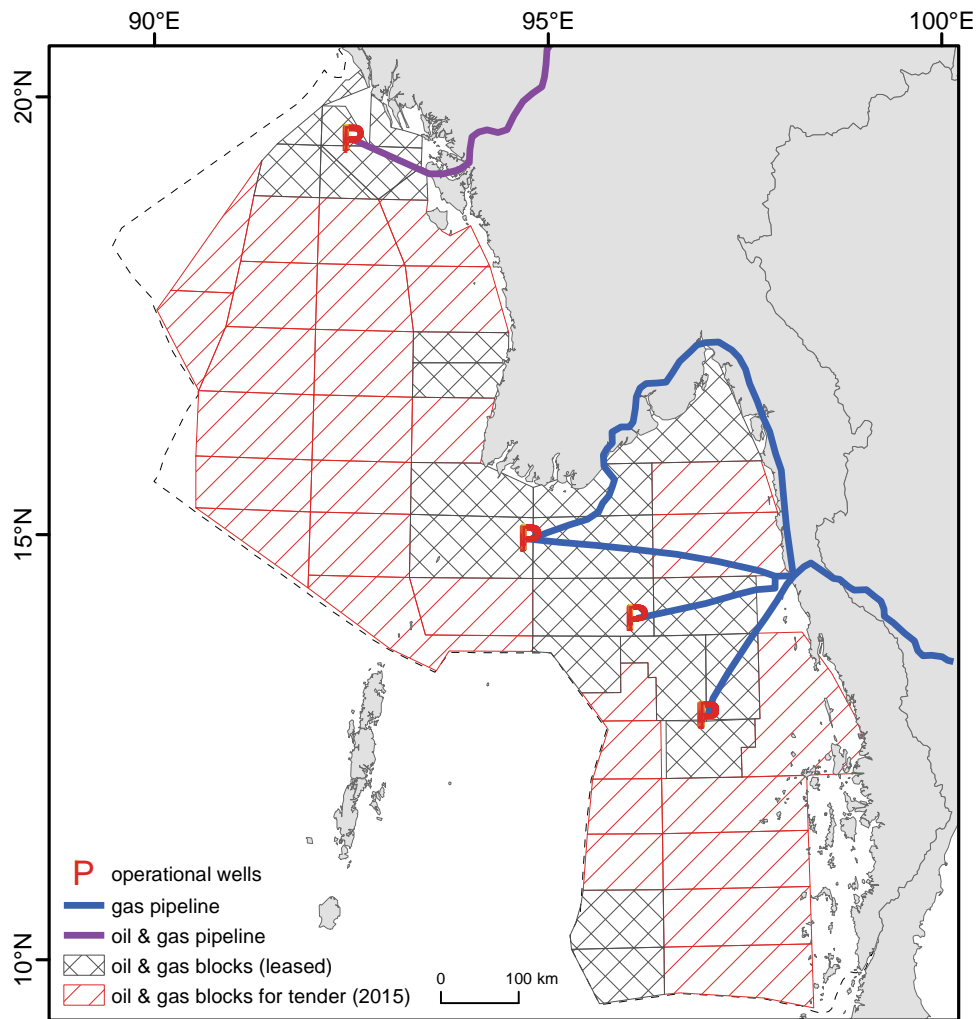 90°E 95°E 100°E
20°N
15°N
10°N
P
P
P
P
P operational wells
gas pipeline
oil & gas pipeline
oil & gas blocks (leased)
oil & gas blocks for tender (2015)
0 100 km